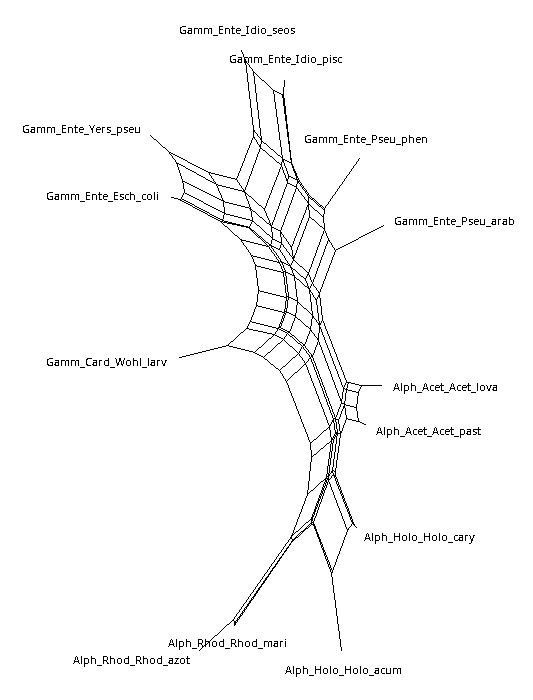 Gamm_Ente_Idio_seos
Gamm_Ente_Idio_pisc
Gamm_Ente_Yers_pseu
Gamm_Ente_Pseu_phen
Gamm_Ente_Esch_coli
Gamm_Ente_Pseu_arab
Gamm_Card_Wohl_larv
Alph_Acet_Acet_lova
Alph_Acet_Acet_past
Alph_Holo_Holo_cary
Alph_Rhod_Rhod_mari
Alph_Rhod_Rhod_azot
Alph_Holo_Holo_acum